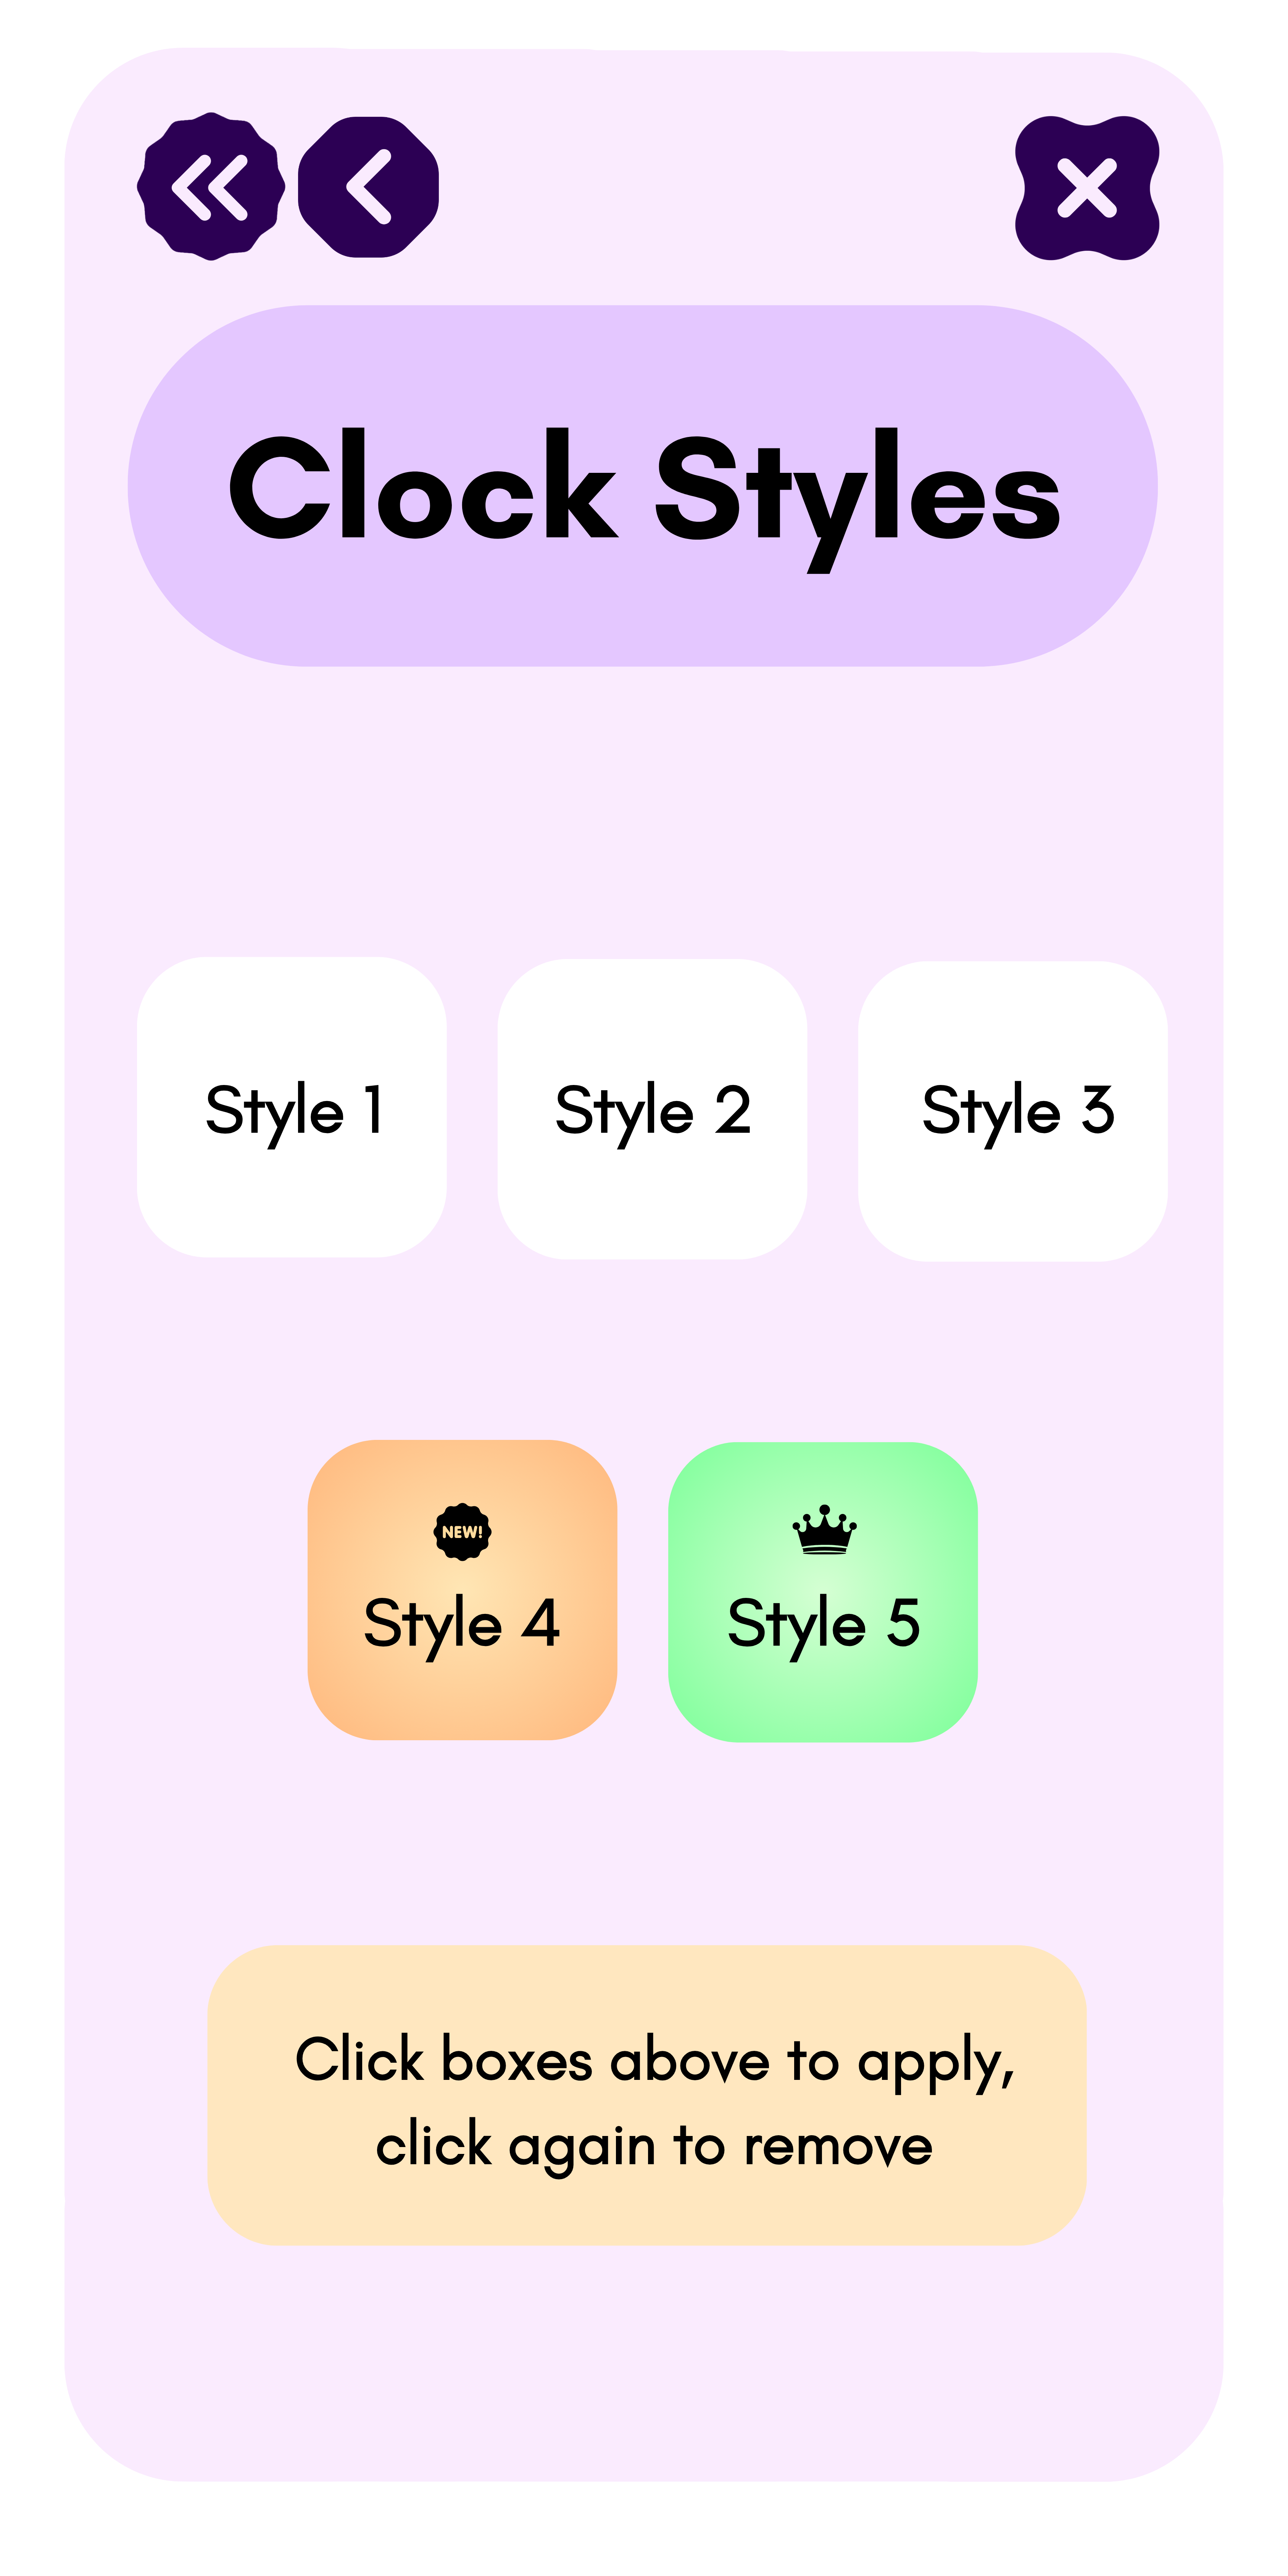 Clock Styles
Style 1
Style 2
Style 3
NEW!
Style 4
Style 5
Click boxes above to apply,
click again to remove